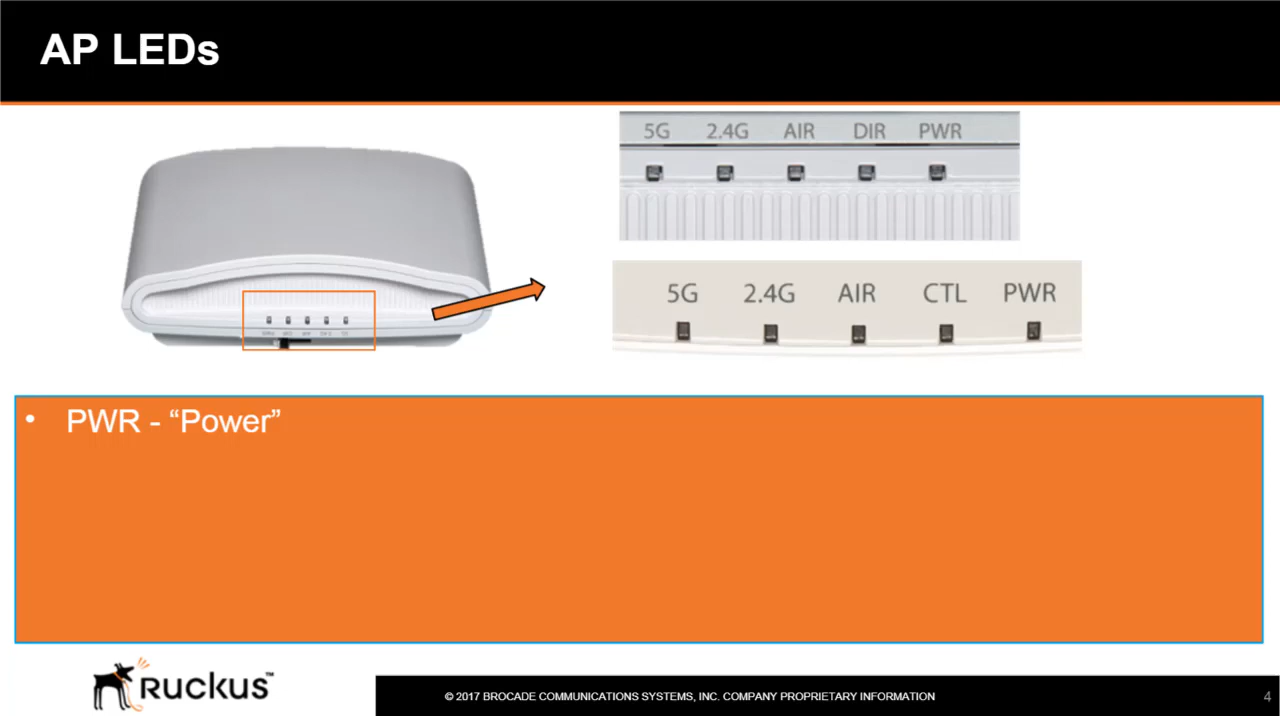 AP LEDs
5G 2.4G AIR DIR PWR
5G 2.4G AIR CTL PWR
• PWR - “Power”
RUCKUS™
© 2017 BROCADE COMMUNICATIONS SYSTEMS, INC. COMPANY PROPRIETARY INFORMATION
4